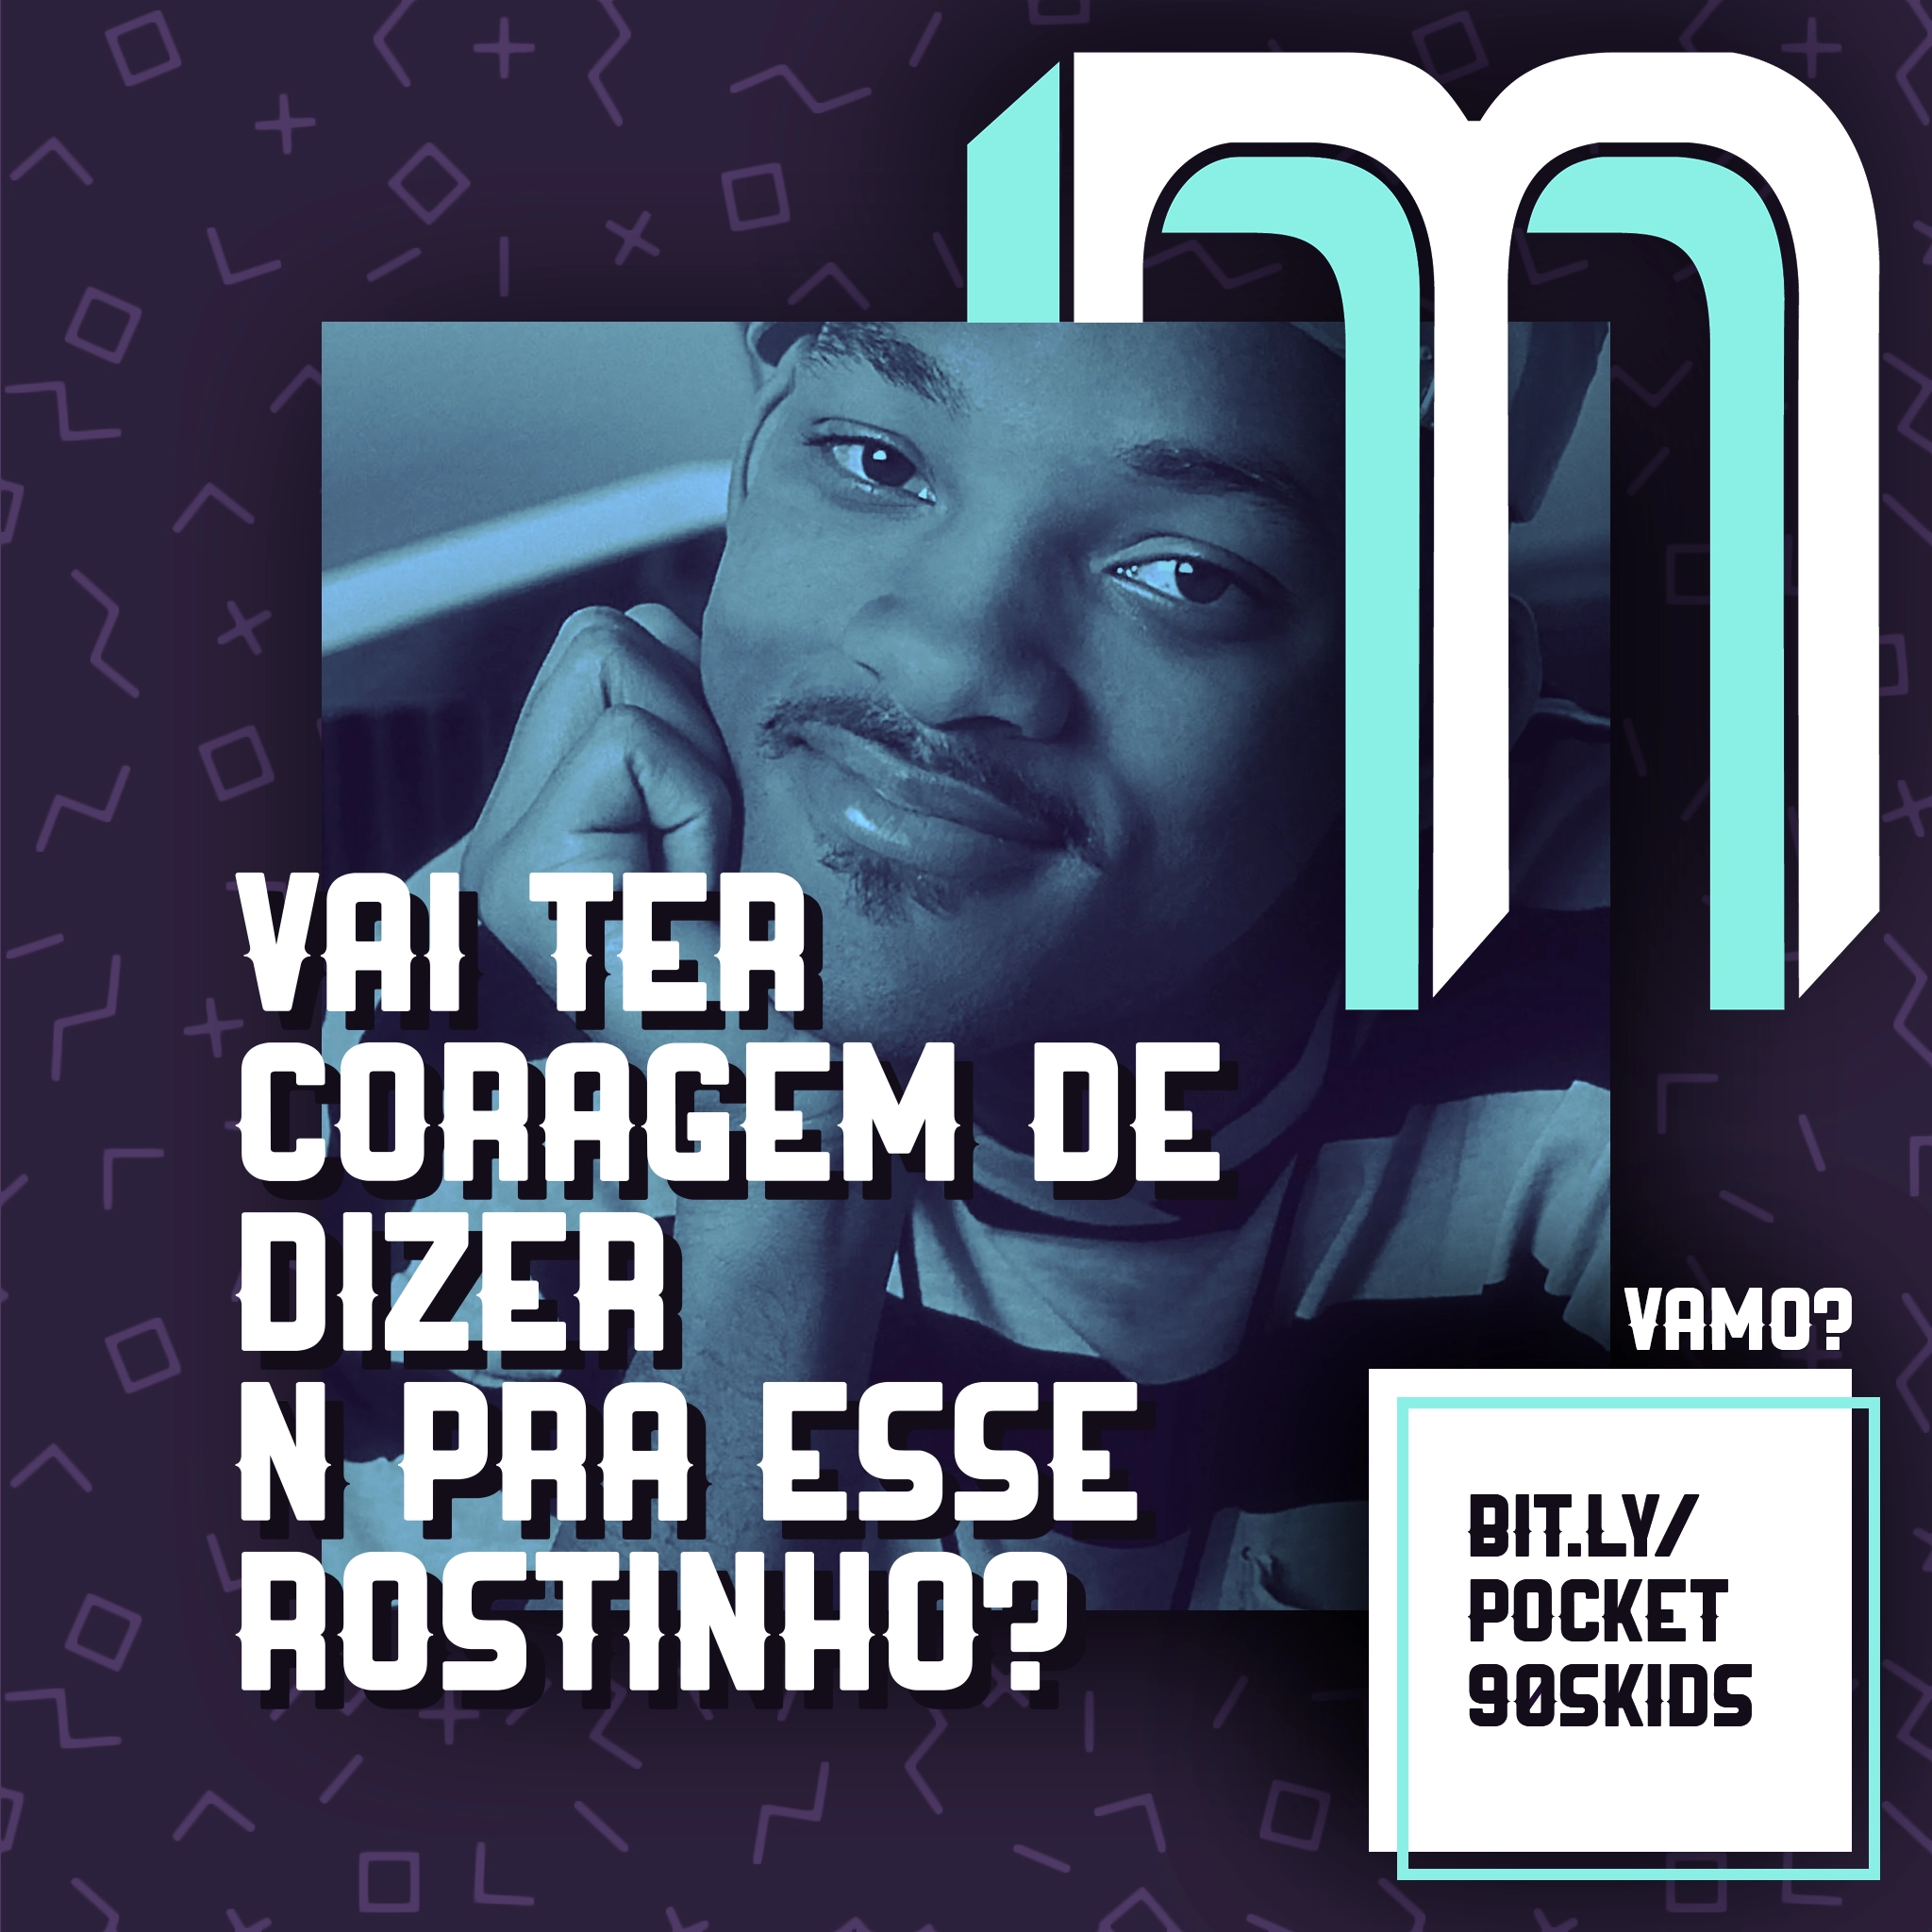 m
VAI TER
CORAGEM DE
DIZER
N PRA ESSE
ROSTINHO?
VAMO?
BIT.LY/
POCKET
90SKIDS